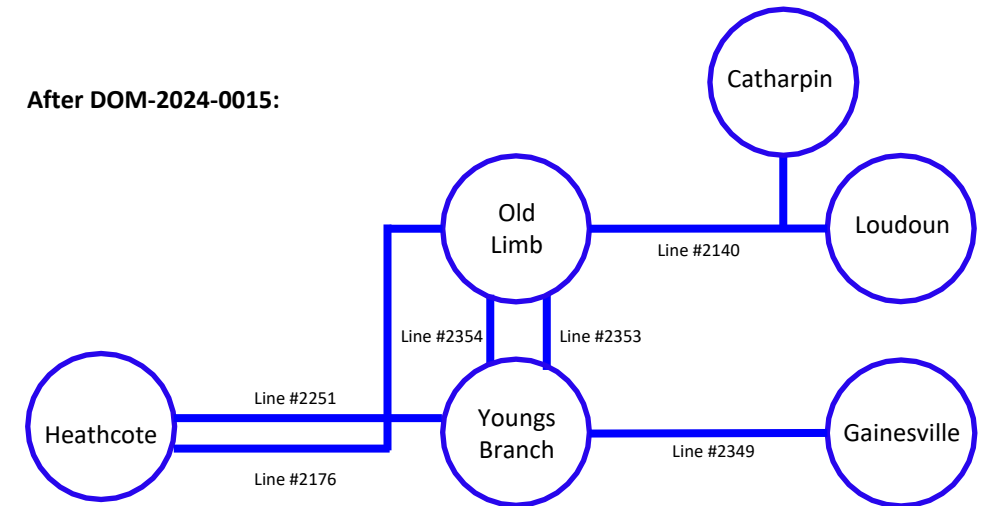 Catharpin
After DOM-2024-0015:
Old
Limb
Loudoun
Line #2140
Line #2354
Line #2353
Line #2251
Youngs
Branch
Heathcote
Gainesville
Line #2349
Line #2176